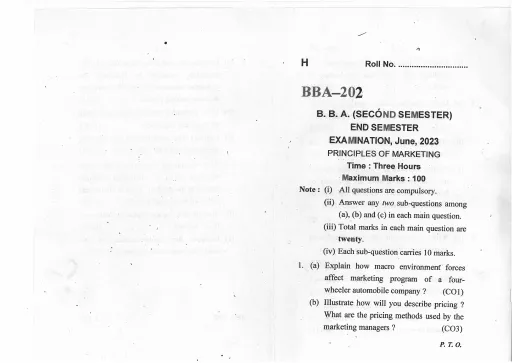 H Roll No. ..............................
BBA–202
B. B. A. (SECOND SEMESTER)
END SEMESTER
EXAMINATION, June, 2023
PRINCIPLES OF MARKETING
Time : Three Hours
Maximum Marks : 100
Note : (i) All questions are compulsory.
(ii) Answer any two sub-questions among
(a), (b) and (c) in each main question.
(iii) Total marks in each main question are
twenty.
(iv) Each sub-question carries 10 marks.
1. (a) Explain how macro environment forces
affect marketing program of a four-
wheeler automobile company ? (CO1)
(b) Illustrate how will you describe pricing ?
What are the pricing methods used by the
marketing managers ? (CO3)
P. T. O.